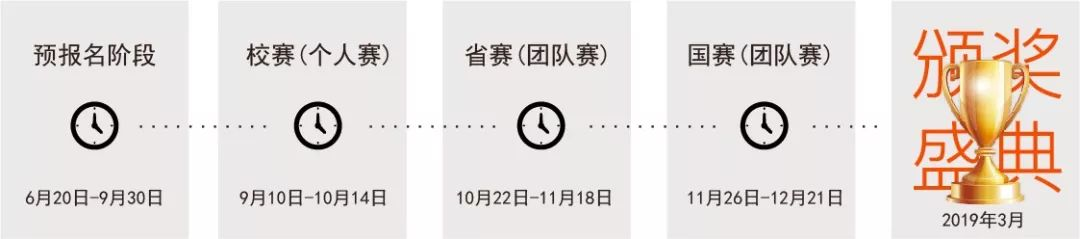 预报名阶段
6月20日-9月30日
校赛(个人赛)
9月10日-10月14日
省赛(团队赛)
10月22日-11月18日
国赛(团队赛)
11月26日-12月21日
颁奖
盛典
2019年3月